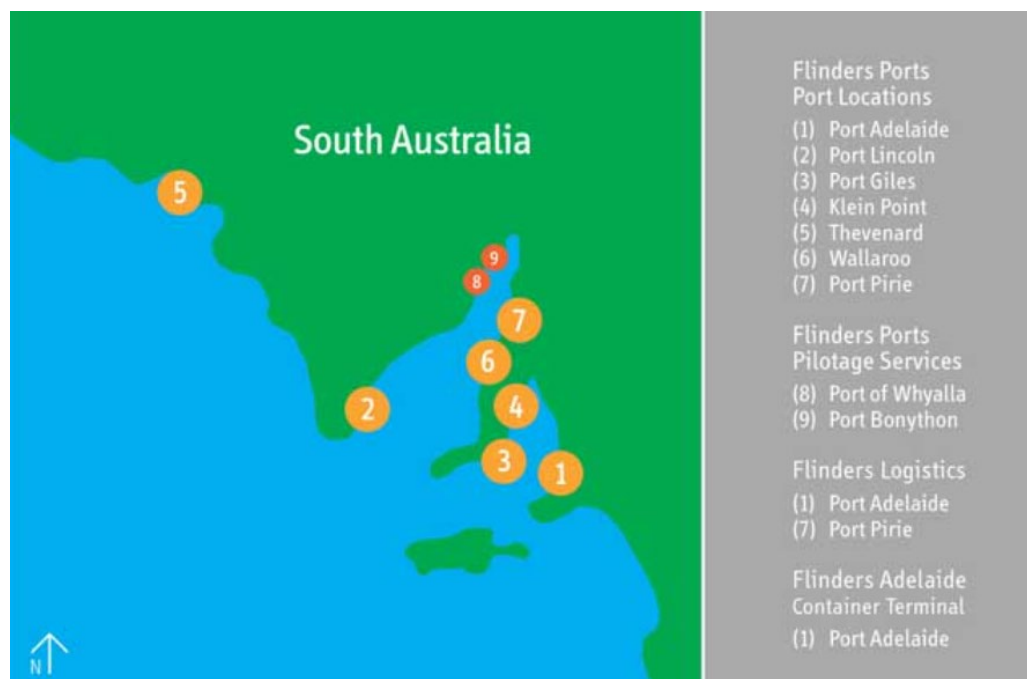 South Australia
5
9
8
7
6
4
2
3
1
N
Flinders Ports
Port Locations
(1) Port Adelaide
(2) Port Lincoln
(3) Port Giles
(4) Klein Point
(5) Thevenard
(6) Wallaroo
(7) Port Pirie
Flinders Ports
Pilotage Services
(8) Port of Whyalla
(9) Port Bonython
Flinders Logistics
(1) Port Adelaide
(7) Port Pirie
Flinders Adelaide
Container Terminal
(1) Port Adelaide